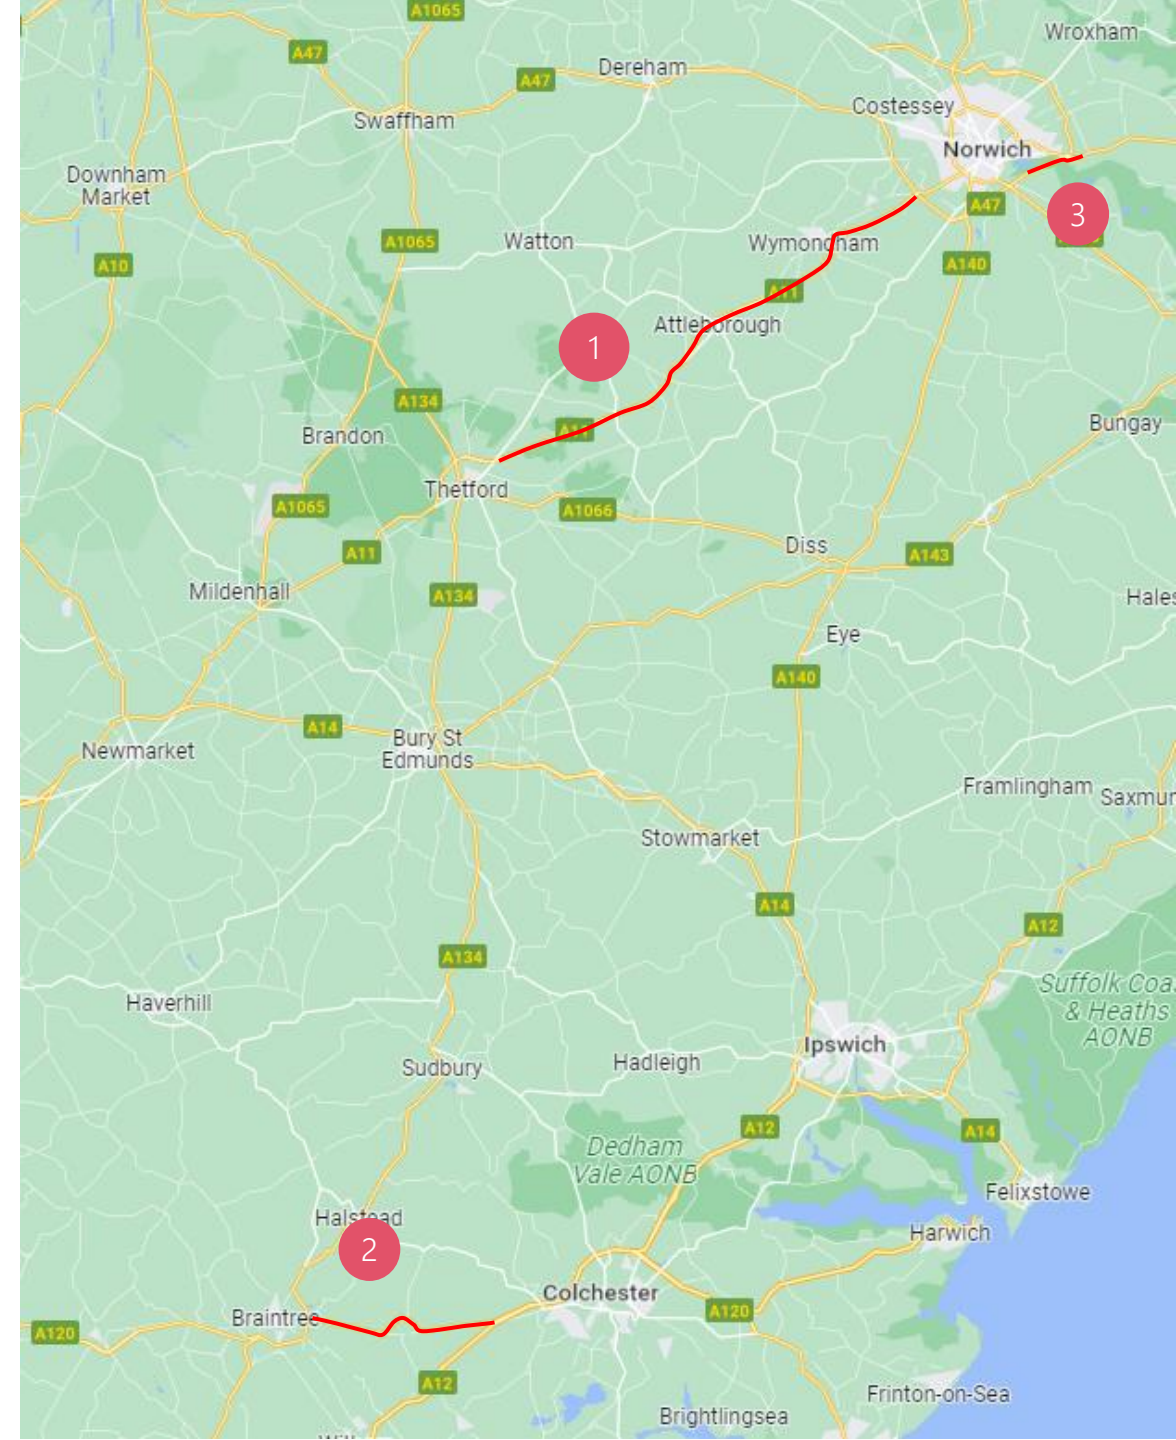 A1065
Wroxham
A47
Dereham
A47
Costessey
Swaffham
Norwich
Downham
Market
A47
3
A1065
Watton
Wymondham
A10
A140
A11
Attleborough
1
A134
Bungay
A11
Brandon
Thetford
A1065
A1066
Diss
A11
A143
Mildenhall
A134
Hales
Eye
A140
A14
Bury St
Edmunds
Newmarket
Framlingham
Saxmun
Stowmarket
A14
A12
A134
Suffolk Coa
& Heaths
AONB
Haverhill
Ipswich
Hadleigh
Sudbury
A12
A14
Dedham
Vale AONB
Felixstowe
Halstead
Harwich
2
Colchester
A120
Braintree
A120
A12
Frinton-on-Sea
Brightlingsea